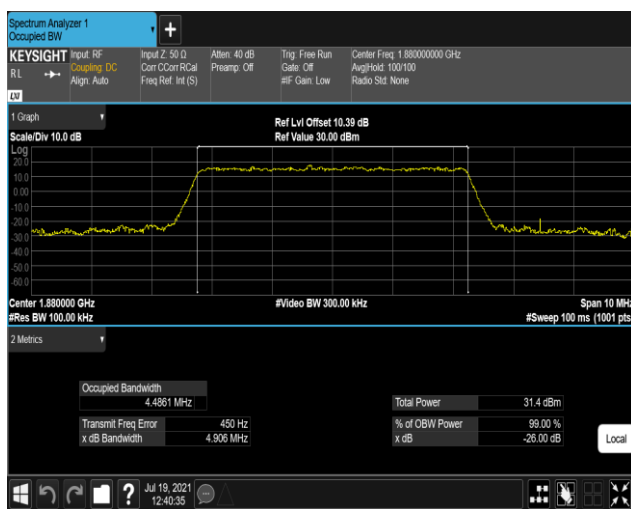 Spectrum Analyzer 1
Occupied BW
+
KEYSIGHT Input: RF Input Z: 50 Ω Atten: 40 dB Trig: Free Run Center Freq: 1.880000000 GHz
RL Coupling: DC Corr CCorr RCal Preamp: Off Gate: Off Avg|Hold: 100/100
Align: Auto Freq Ref: Int (S) #IF Gain: Low Radio Std: None
LXI
1 Graph
Ref Lvl Offset 10.39 dB
Scale/Div 10.0 dB Ref Value 30.00 dBm
Log
20.0
10.0
0.00
-10.0
-20.0
-30.0
-40.0
-50.0
-60.0
Center 1.880000 GHz #Video BW 300.00 kHz Span 10 MHz
#Res BW 100.00 kHz #Sweep 100 ms (1001 pts
2 Metrics
Occupied Bandwidth
4.4861 MHz Total Power 31.4 dBm
Transmit Freq Error 450 Hz % of OBW Power 99.00 %
x dB Bandwidth 4.906 MHz x dB -26.00 dB
Local
? Jul 19, 2021
12:40:35